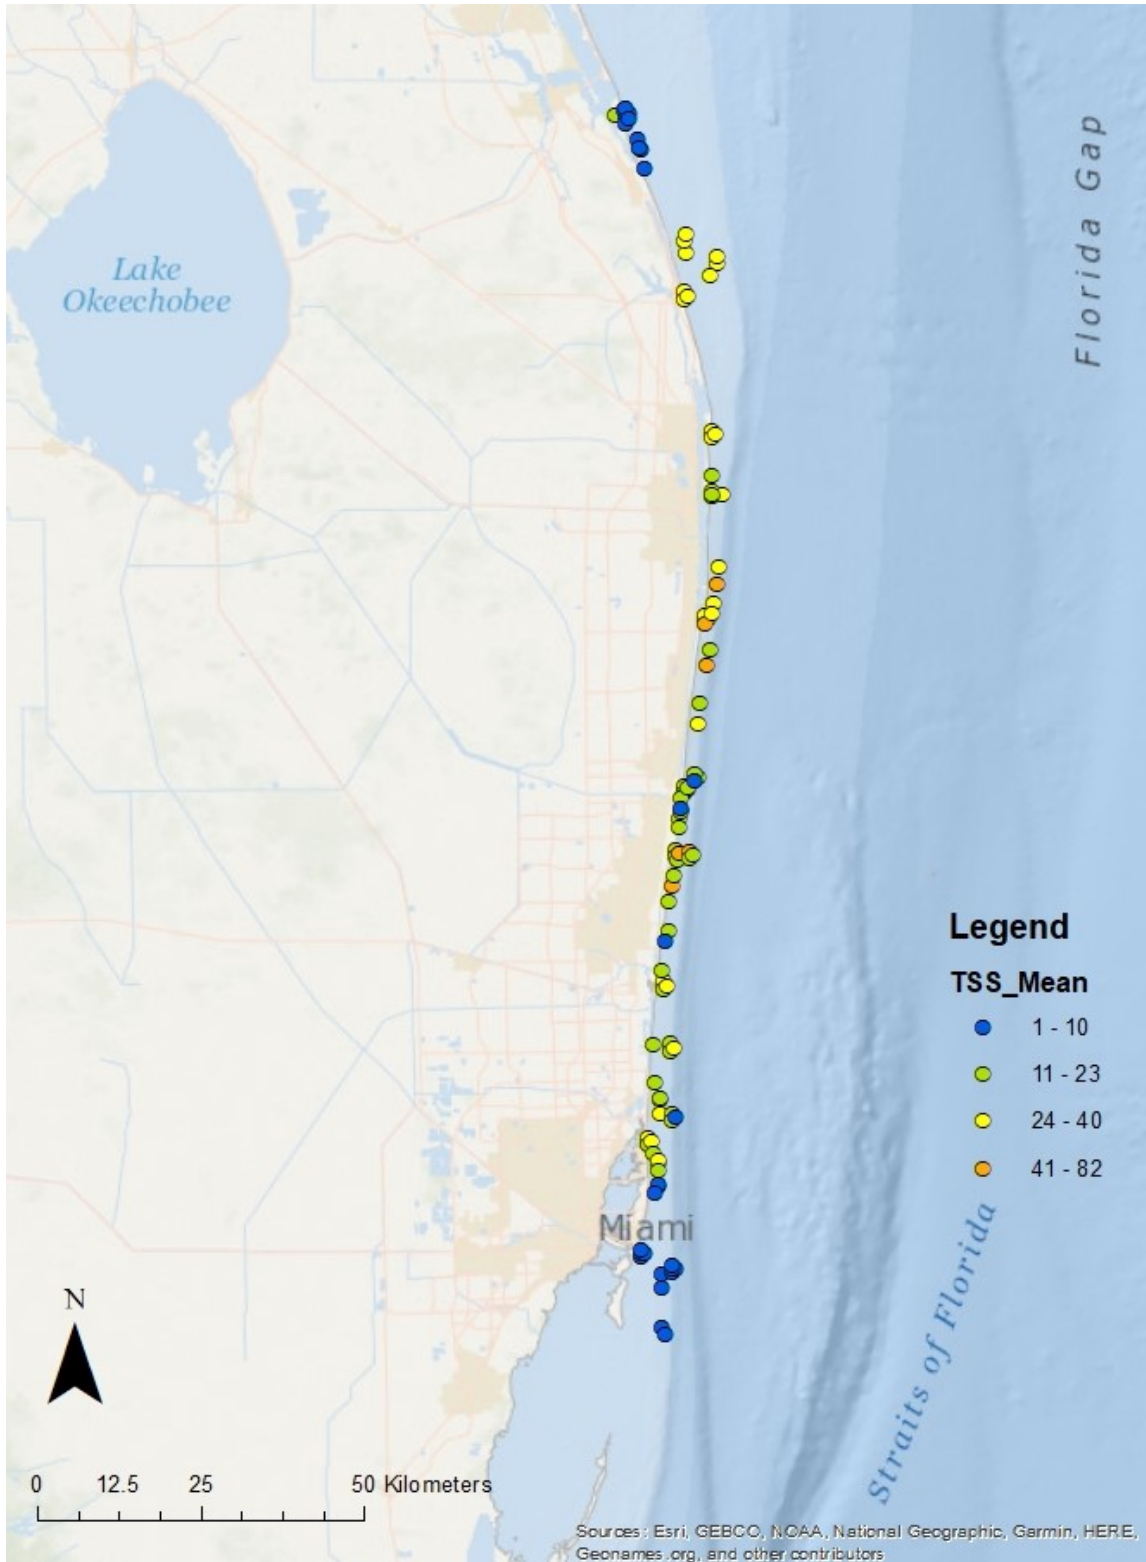 Florida Gap
Lake
Okeechobee
Legend
TSS_Mean
1 - 10
11 - 23
24 - 40
41 - 82
Miami
Straits of Florida
N
0 12.5 25 50 Kilometers
Sources: Esri, GEBCO, NOAA, National Geographic, Garmin, HERE,
Geonames.org, and other contributors